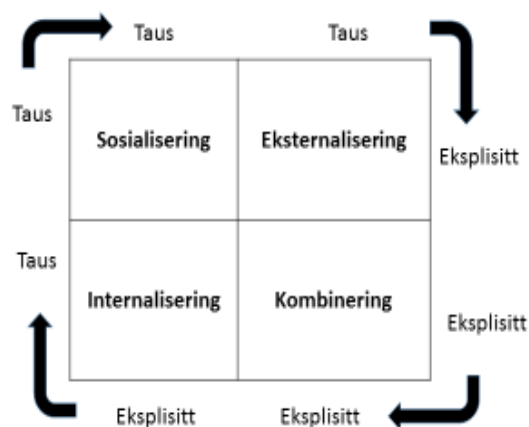 Taus Taus
Taus
Sosialisering Eksternalisering
Eksplisitt
Taus
Internalisering Kombinering
Eksplisitt
Eksplisitt Eksplisitt